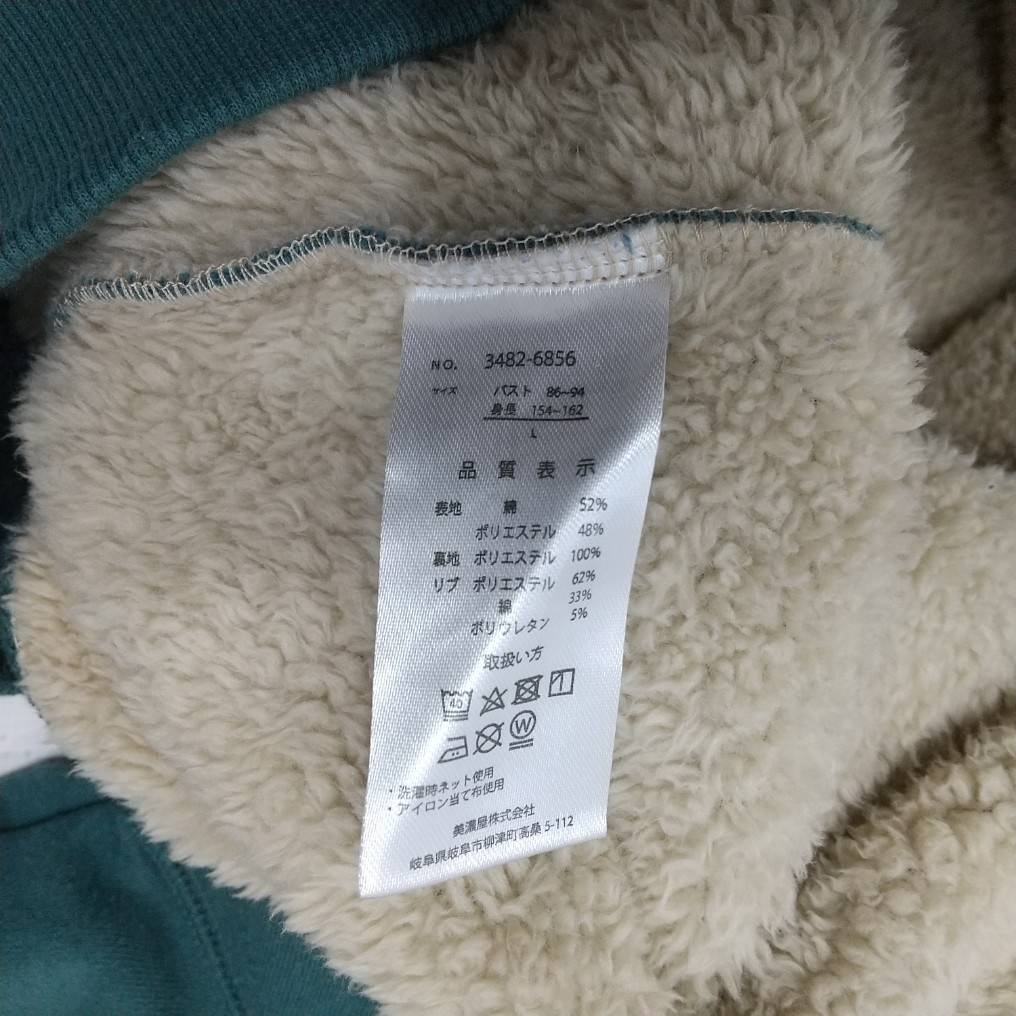 NO. 3482-6856
サイズ バスト 86~94
身長 154~162
L
品質表示
表地 綿 52%
ポリエステル 48%
裏地 ポリエステル 100%
リブ ポリエステル 62%
綿 33%
ポリウレタン 5%
取扱い方
40
W
・洗濯時ネット使用
・アイロン当て布使用
美濃屋株式会社
岐阜県岐阜市柳津町高桑 5-112